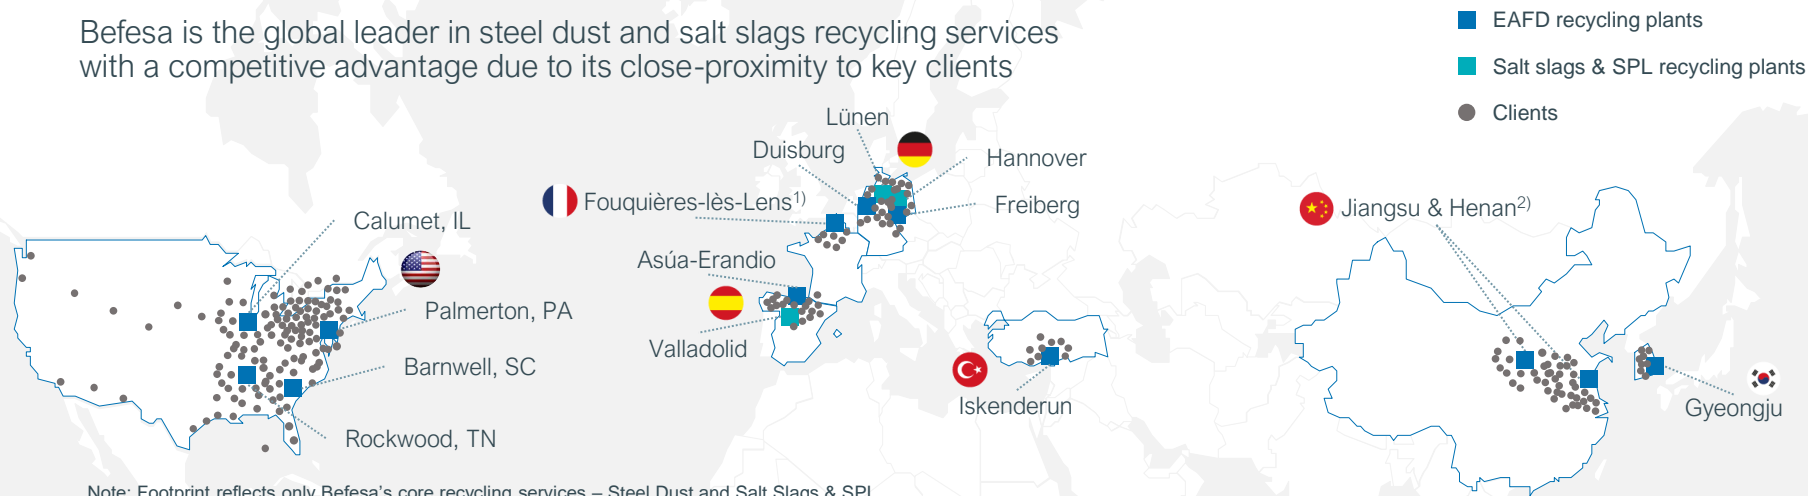 Befesa is the global leader in steel dust and salt slags recycling services
with a competitive advantage due to its close-proximity to key clients
EAFD recycling plants
Salt slags & SPL recycling plants
Clients
Lünen
Duisburg
Hannover
Fouquières-lès-Lens1)
Freiberg
Jiangsu & Henan2)
Calumet, IL
Asúa-Erandio
Palmerton, PA
Valladolid
Barnwell, SC
Iskenderun
Gyeongju
Rockwood, TN
Note: Footprint reflects only Befesa's core recycling services – Steel Dust and Salt Slags & SPL